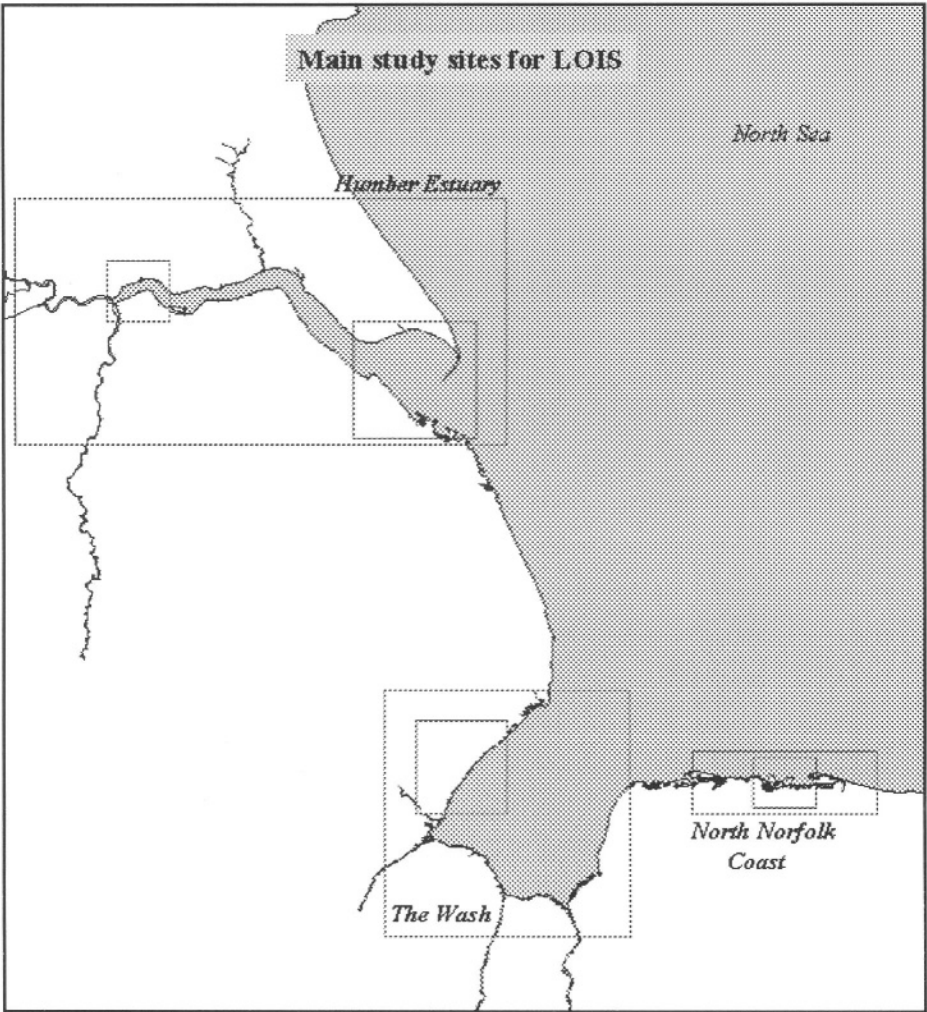 Main study sites for LOIS
North Sea
Humber Estuary
North Norfolk
Coast
The Wash